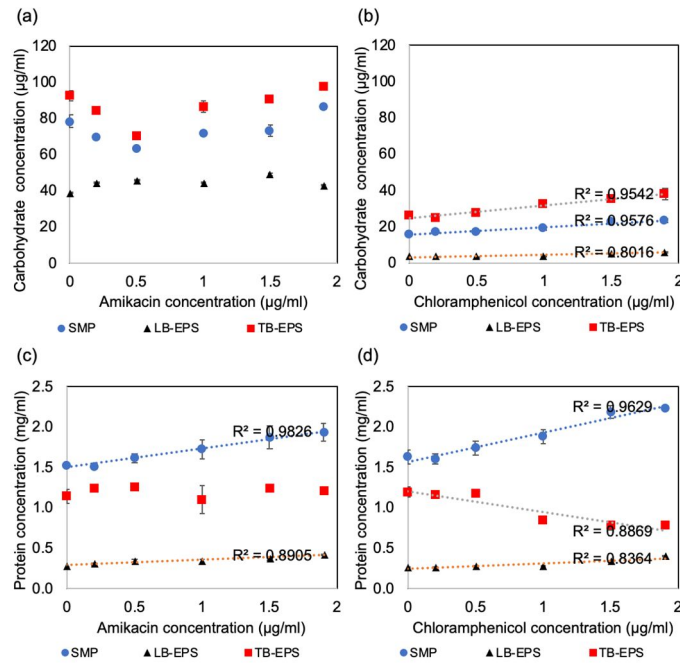 (a)
(b)
Carbohydrate concentration (µg/ml)
120
100
80
60
40
20
0
0
0.5
1
1.5
2
Amikacin concentration (µg/ml)
SMP
LB-EPS
TB-EPS
Carbohydrate concentration (µg/ml)
120
100
80
60
40
20
0
R² = 0.9542
R² = 0.9576
R² = 0.8016
0
0.5
1
1.5
2
Chloramphenicol concentration (µg/ml)
SMP
LB-EPS
TB-EPS
(c)
(d)
Protein concentration (mg/ml)
2.5
2.0
1.5
1.0
0.5
0.0
R² = 0.9826
R² = 0.8905
0
0.5
1
1.5
2
Amikacin concentration (µg/ml)
SMP
LB-EPS
TB-EPS
Protein concentration (mg/ml)
2.5
2.0
1.5
1.0
0.5
0.0
R² = 0.9629
R² = 0.8869
R² = 0.8364
0
0.5
1
1.5
2
Chloramphenicol concentration (µg/ml)
SMP
LB-EPS
TB-EPS